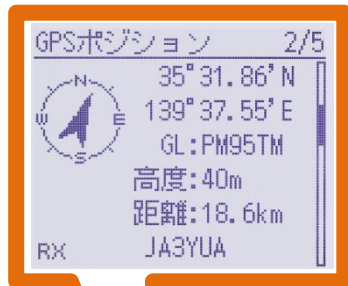 GPSポジション 2/5
N
W E
S
35°31.86'N
139°37.55'E
GL:PM95TM
高度:40m
距離:18.6km
RX JA3YUA